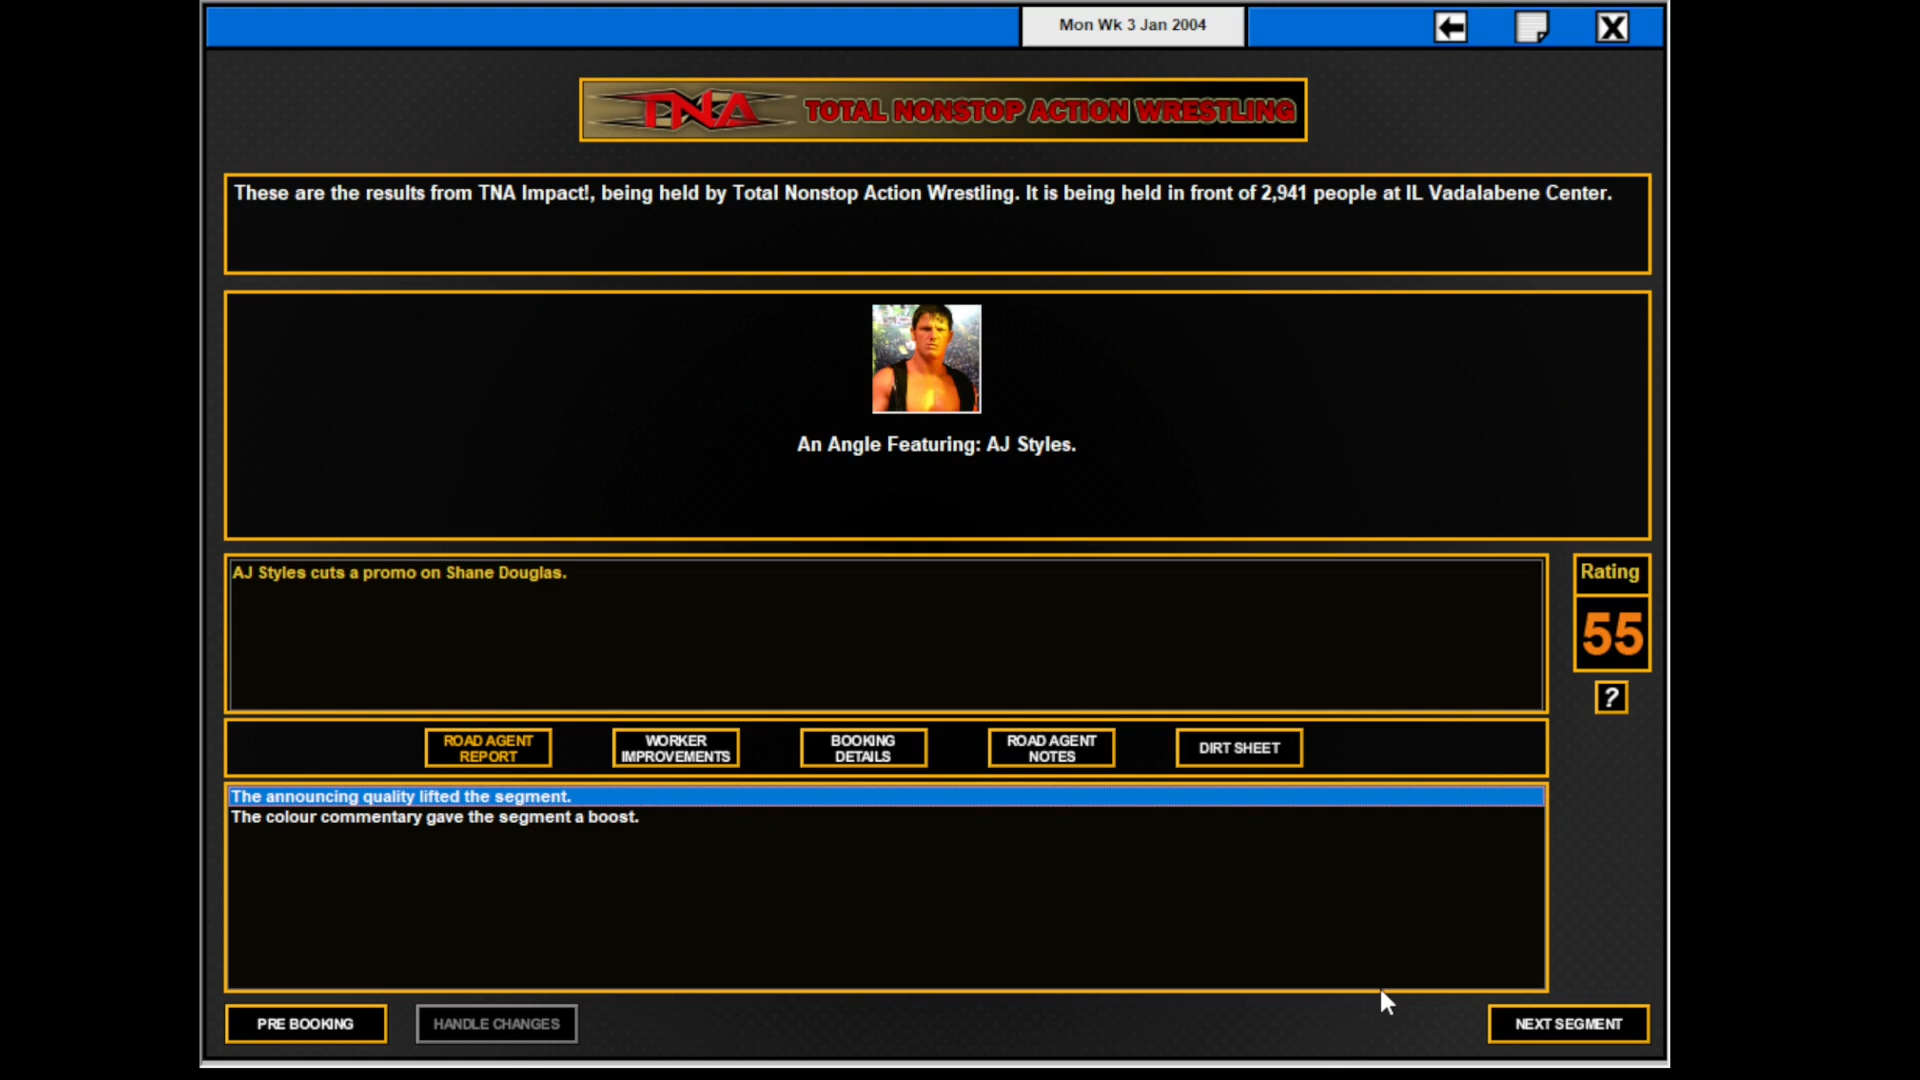 Mon Wk 3 Jan 2004
TNA TOTAL NONSTOP ACTION WRESTLING
These are the results from TNA Impact!, being held by Total Nonstop Action Wrestling. It is being held in front of 2,941 people at IL Vadalabene Center.
An Angle Featuring: AJ Styles.
AJ Styles cuts a promo on Shane Douglas.
Rating
55
?
ROAD AGENT
REPORT
WORKER
IMPROVEMENTS
BOOKING
DETAILS
ROAD AGENT
NOTES
DIRT SHEET
The announcing quality lifted the segment.
The colour commentary gave the segment a boost.
PRE BOOKING
HANDLE CHANGES
NEXT SEGMENT